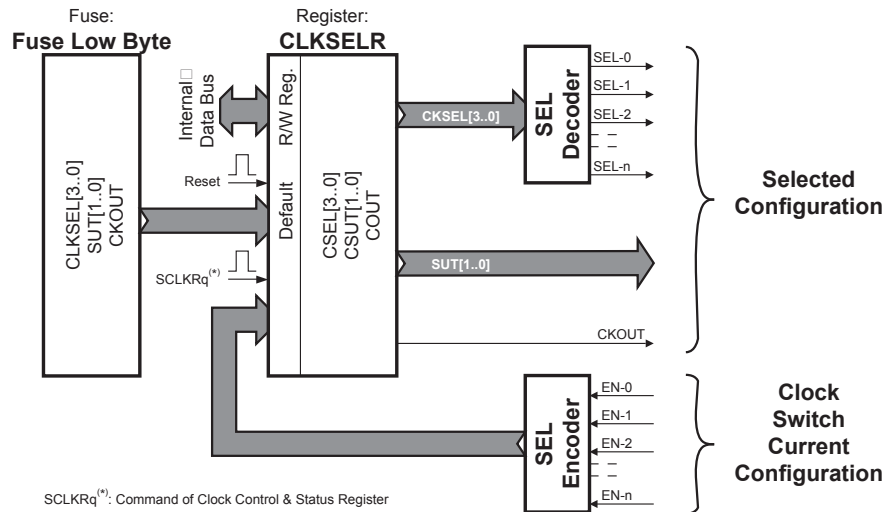 Fuse:
Fuse Low Byte
Register:
CLKSELR
CLKSEL[3..0]
SUT[1..0]
CKOUT
Internal□
Data Bus
R/W Reg.
Reset
Default
SCLKRq(*)
CSEL[3..0]
CSUT[1..0]
COUT
CKSEL[3..0]
SEL
Decoder
SEL-0
SEL-1
SEL-2
SEL-n
Selected
Configuration
SUT[1..0]
CKOUT
SEL
Encoder
EN-0
EN-1
EN-2
EN-n
Clock
Switch
Current
Configuration
SCLKRq(*): Command of Clock Control & Status Register